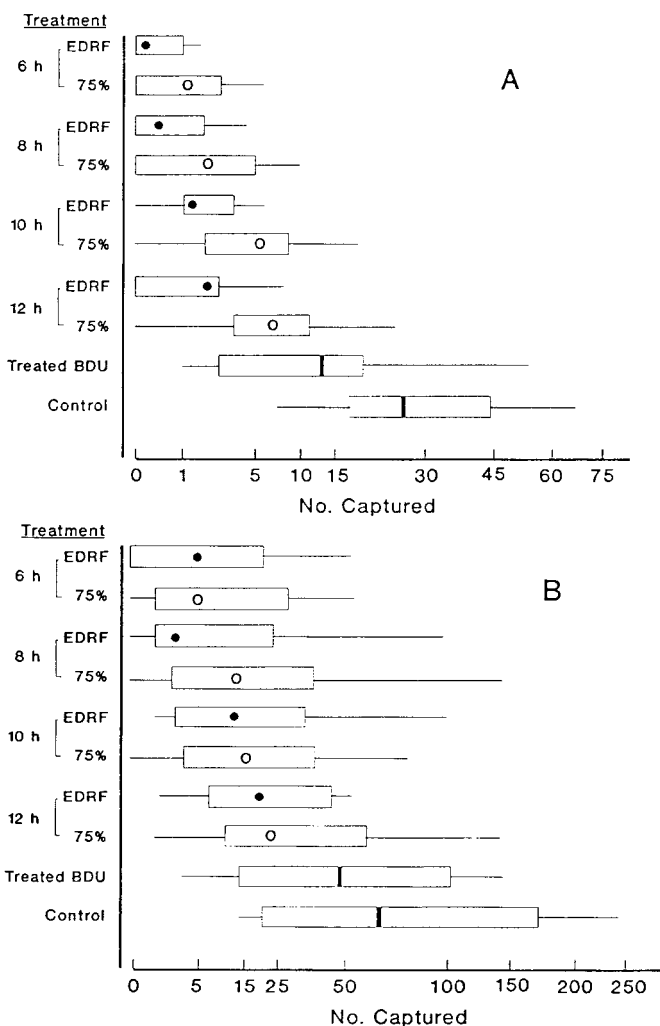 Treatment
EDRF
6 h
75%
A
EDRF
8 h
75%
EDRF
10 h
75%
EDRF
12 h
75%
Treated BDU
Control
0 1 5 10 15 30 45 60 75
No. Captured
Treatment
EDRF
6 h
75%
B
EDRF
8 h
75%
EDRF
10 h
75%
EDRF
12 h
75%
Treated BDU
Control
0 5 15 25 50 100 150 200 250
No. Captured